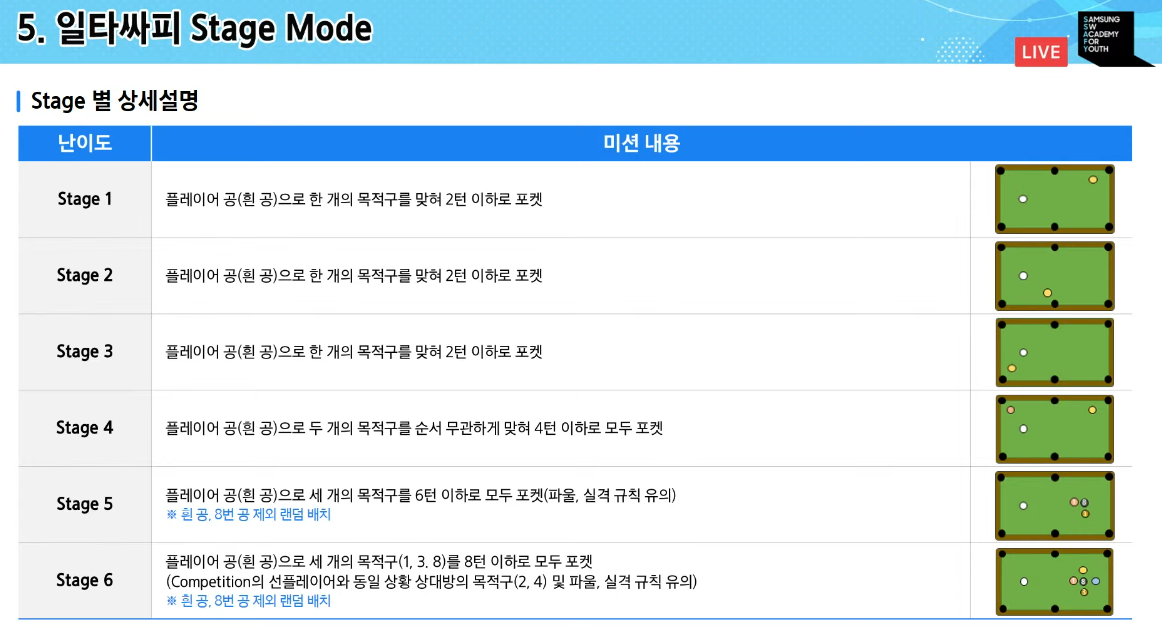 5. 일타싸피 Stage Mode
LIVE
SAMSUNG
SW
ACADEMY
FOR
YOUTH
Stage 별 상세설명
난이도 미션 내용
Stage 1 플레이어 공(흰 공)으로 한 개의 목적구를 맞혀 2턴 이하로 포켓
Stage 2 플레이어 공(흰 공)으로 한 개의 목적구를 맞혀 2턴 이하로 포켓
Stage 3 플레이어 공(흰 공)으로 한 개의 목적구를 맞혀 2턴 이하로 포켓
Stage 4 플레이어 공(흰 공)으로 두 개의 목적구를 순서 무관하게 맞혀 4턴 이하로 모두 포켓
Stage 5 플레이어 공(흰 공)으로 세 개의 목적구를 6턴 이하로 모두 포켓(파울, 실격 규칙 유의)
※ 흰 공, 8번 공 제외 랜덤 배치
Stage 6 플레이어 공(흰 공)으로 세 개의 목적구(1, 3. 8)를 8턴 이하로 모두 포켓
(Competition의 선플레이어와 동일 상황 상대방의 목적구(2, 4) 및 파울, 실격 규칙 유의)
※ 흰 공, 8번 공 제외 랜덤 배치